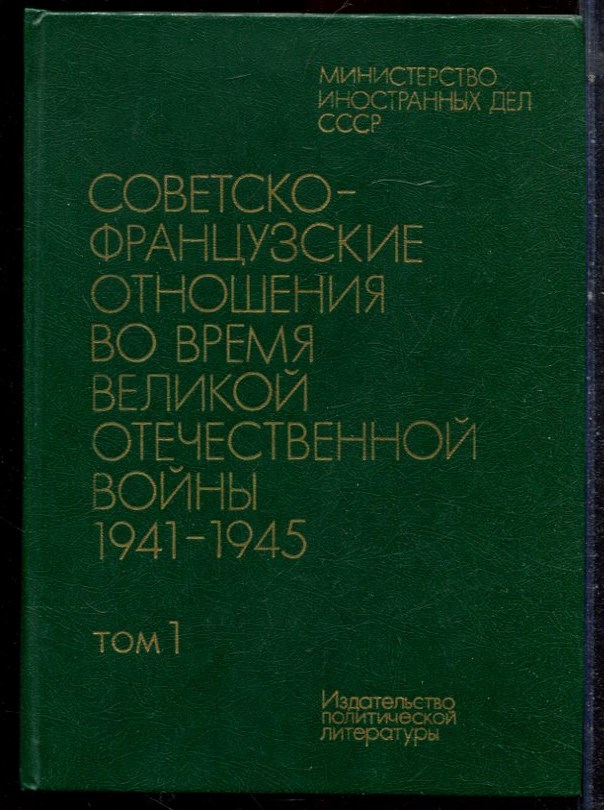 МИНИСТЕРСТВО
ИНОСТРАННЫХ ДЕЛ
СССР
СОВЕТСКО-
ФРАНЦУЗСКИЕ
ОТНОШЕНИЯ
ВО ВРЕМЯ
ВЕЛИКОЙ
ОТЕЧЕСТВЕННОЙ
ВОЙНЫ
1941-1945
том 1
Издательство
политической
литературы